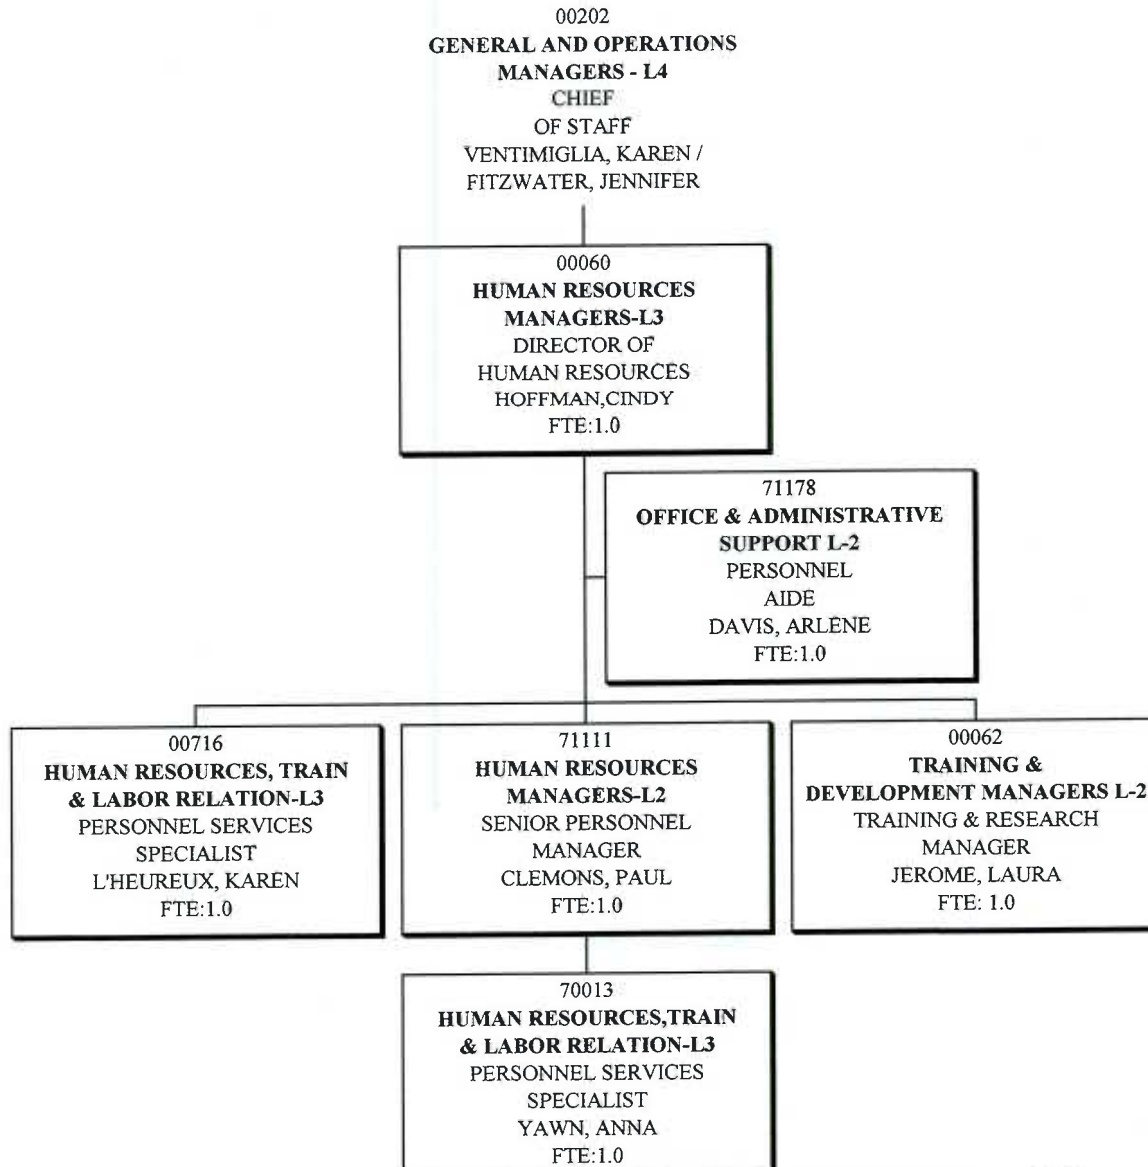 00202
GENERAL AND OPERATIONS
MANAGERS - L4
CHIEF
OF STAFF
VENTIMIGLIA, KAREN /
FITZWATER, JENNIFER
00060
HUMAN RESOURCES
MANAGERS-L3
DIRECTOR OF
HUMAN RESOURCES
HOFFMAN,CINDY
FTE:1.0
71178
OFFICE & ADMINISTRATIVE
SUPPORT L-2
PERSONNEL
AIDE
DAVIS, ARLENE
FTE:1.0
00716
HUMAN RESOURCES, TRAIN
& LABOR RELATION-L3
PERSONNEL SERVICES
SPECIALIST
L'HEUREUX, KAREN
FTE:1.0
71111
HUMAN RESOURCES
MANAGERS-L2
SENIOR PERSONNEL
MANAGER
CLEMONS, PAUL
FTE:1.0
00062
TRAINING &
DEVELOPMENT MANAGERS L-2
TRAINING & RESEARCH
MANAGER
JEROME, LAURA
FTE: 1.0
70013
HUMAN RESOURCES,TRAIN
& LABOR RELATION-L3
PERSONNEL SERVICES
SPECIALIST
YAWN, ANNA
FTE:1.0